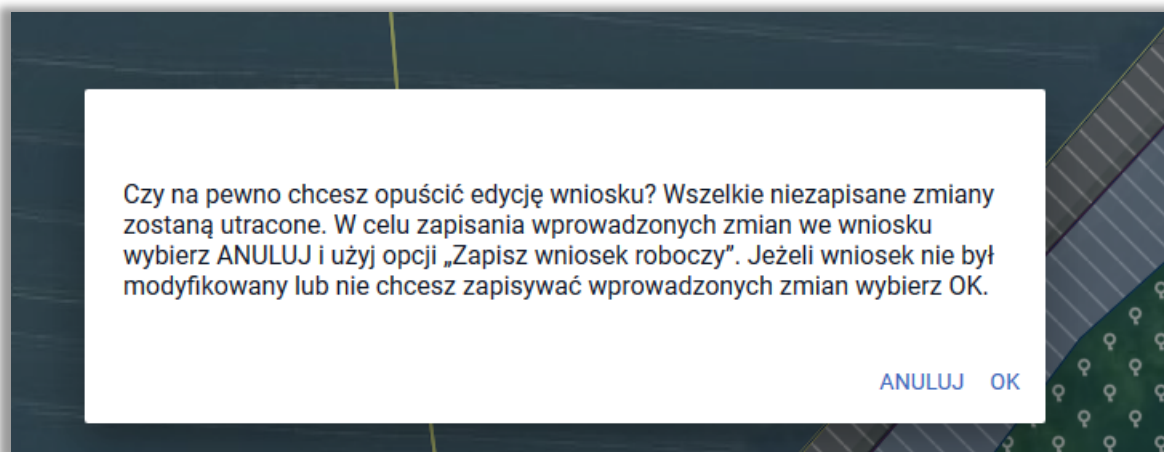 Czy na pewno chcesz opuścić edycję wniosku? Wszelkie niezapisane zmiany
zostaną utracone. W celu zapisania wprowadzonych zmian we wniosku
wybierz ANULUJ i użyj opcji „Zapisz wniosek roboczy”. Jeżeli wniosek nie był
modyfikowany lub nie chcesz zapisywać wprowadzonych zmian wybierz OK.
ANULUJ OK